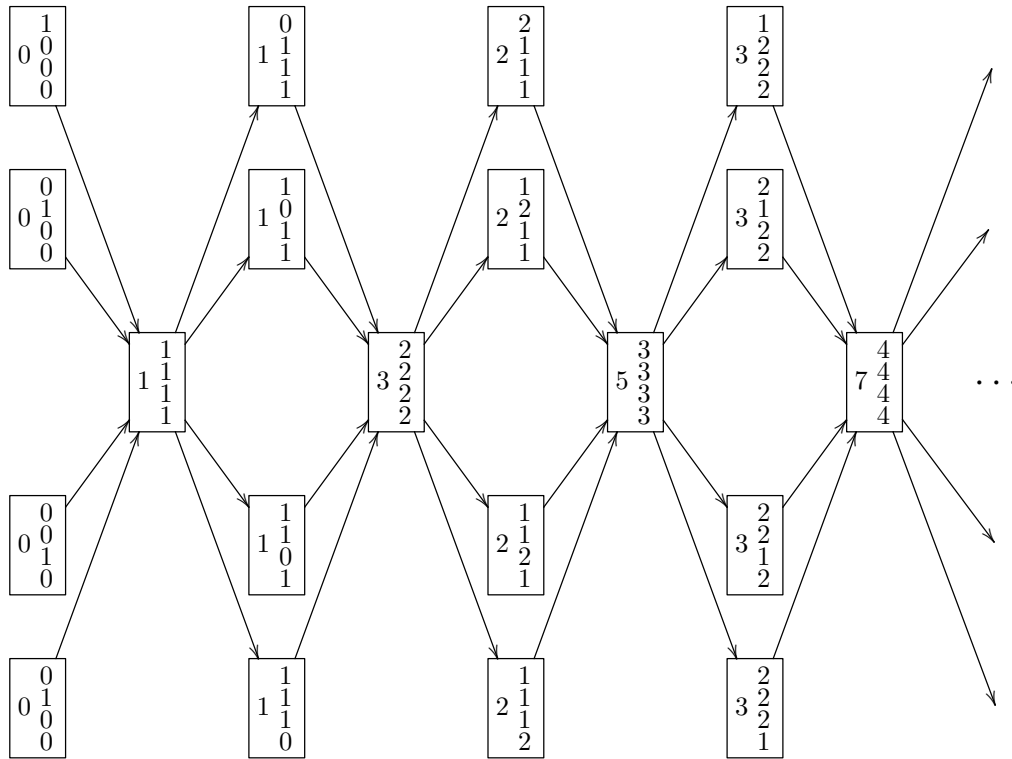 0 1 0 0 0
1 0 1 1 1
2 2 1 1 1
3 1 2 2 2
0 0 1 0 0
1 1 0 1 1
2 1 2 1 1
3 2 1 2 2
1 1 1 1 1
3 2 2 2 2
5 3 3 3 3
7 4 4 4 4
...
0 0 0 1 0
1 1 1 0 1
2 1 1 2 1
3 2 2 1 2
0 0 1 0 0
1 1 1 1 0
2 1 1 1 2
3 2 2 2 1